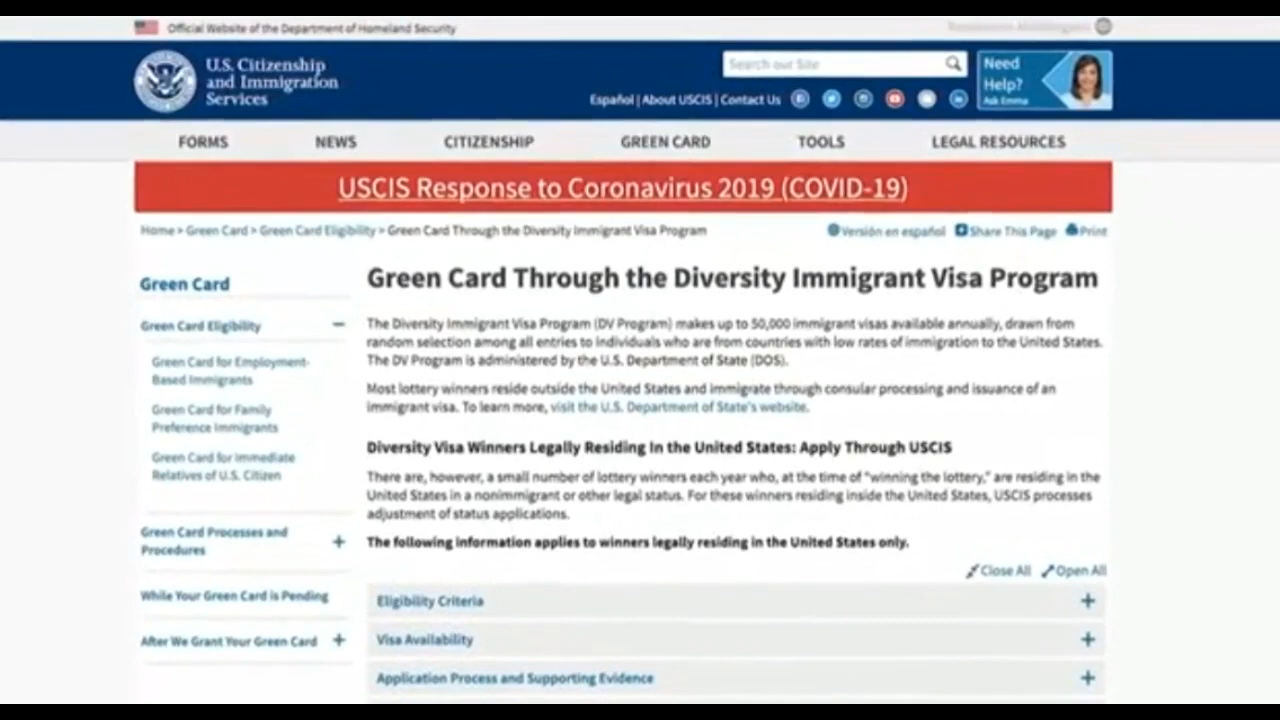 Official Website of the Department of Homeland Security
U.S. Citizenship
and Immigration
Services
Search our Site
Need
Help?
Ask Emma
Español | About USCIS | Contact Us
FORMS
NEWS
CITIZENSHIP
GREEN CARD
TOOLS
LEGAL RESOURCES
USCIS Response to Coronavirus 2019 (COVID-19)
Home > Green Card > Green Card Eligibility > Green Card Through the Diversity Immigrant Visa Program
Versión en español
Share This Page
Print
Green Card
Green Card Eligibility
Green Card for Employment-
Based Immigrants
Green Card for Family
Preference Immigrants
Green Card for Immediate
Relatives of U.S. Citizen
Green Card Processes and
Procedures
While Your Green Card is Pending
After We Grant Your Green Card
Green Card Through the Diversity Immigrant Visa Program
The Diversity Immigrant Visa Program (DV Program) makes up to 50,000 immigrant visas available annually, drawn from
random selection among all entries to individuals who are from countries with low rates of immigration to the United States.
The DV Program is administered by the U.S. Department of State (DOS).
Most lottery winners reside outside the United States and immigrate through consular processing and issuance of an
immigrant visa. To learn more, visit the U.S. Department of State's website.
Diversity Visa Winners Legally Residing In the United States: Apply Through USCIS
There are, however, a small number of lottery winners each year who, at the time of "winning the lottery," are residing in the
United States in a nonimmigrant or other legal status. For these winners residing inside the United States, USCIS processes
adjustment of status applications.
The following information applies to winners legally residing in the United States only.
Close All
Open All
Eligibility Criteria
Visa Availability
Application Process and Supporting Evidence